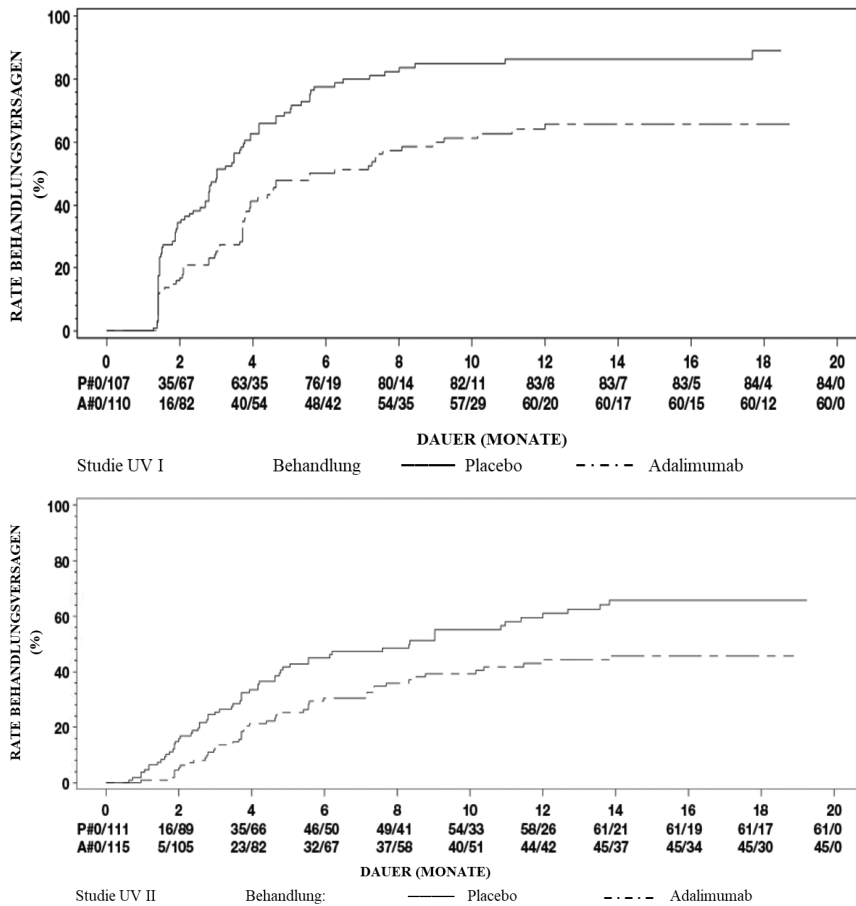 100
80
60
40
20
0
RATE BEHANDLUNGSVERSAGEN
(%)
0 2 4 6 8 10 12 14 16 18 20
P#0/107 35/67 63/35 76/19 80/14 82/11 83/8 83/7 83/5 84/4 84/0
A#0/110 16/82 40/54 48/42 54/35 57/29 60/20 60/17 60/15 60/12 60/0
DAUER (MONATE)
Studie UV I Behandlung Placebo Adalimumab
100
80
60
40
20
0
RATE BEHANDLUNGSVERSAGEN
(%)
0 2 4 6 8 10 12 14 16 18 20
P#0/111 16/89 35/66 46/50 49/41 54/33 58/26 61/21 61/19 61/17 61/0
A#0/115 5/105 23/82 32/67 37/58 40/51 44/42 45/37 45/34 45/30 45/0
DAUER (MONATE)
Studie UV II Behandlung: Placebo Adalimumab